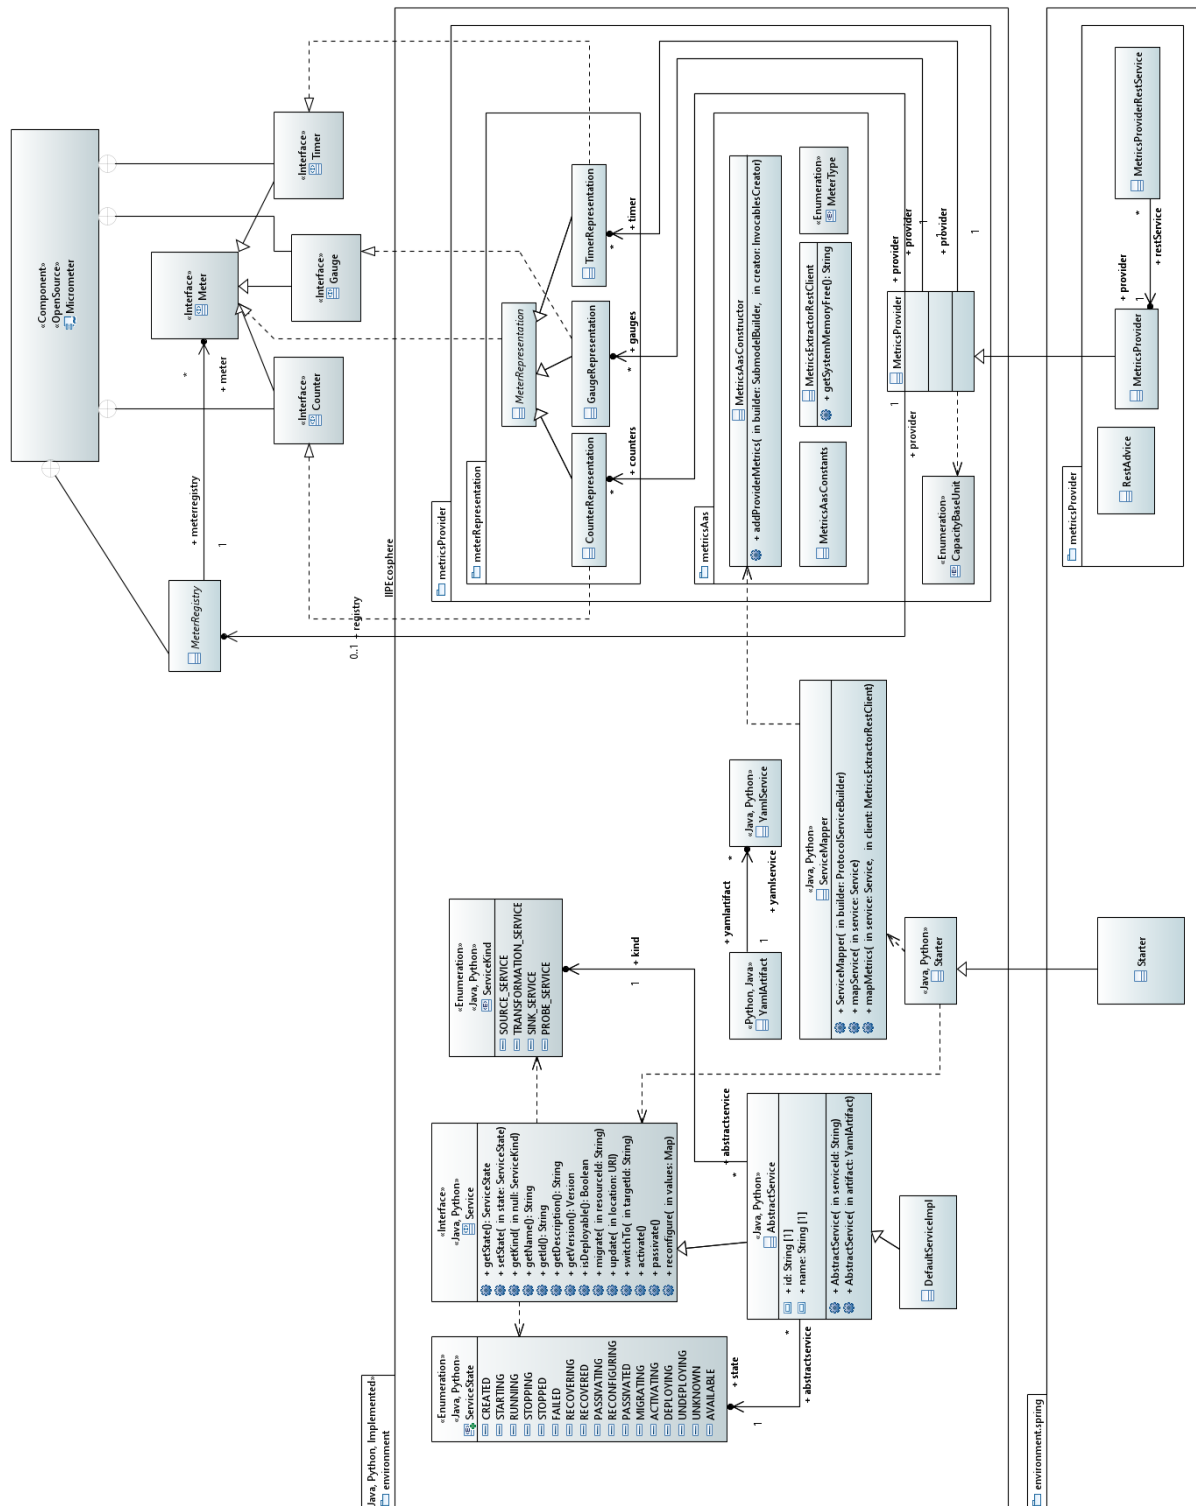 «Component»
«OpenSource»
Micrometer
«Interface»
Timer
«Interface»
Gauge
«Interface»
Meter
«Interface»
Counter
*
+ meter
+ meterregistry
1
MeterRegistry
0..1
+ registry
IIPEcosphere
Java, Python, Implemented»
environment
metricsProvider
meterRepresentation
TimerRepresentation
MeterRepresentation
GaugeRepresentation
CounterRepresentation
+ timer
*
+ gauges
*
+ counters
*
metricsAas
MetricsAasConstructor
+ addProviderMetrics( in builder: SubmodelBuilder, in creator: InvocablesCreator)
«Enumeration»
MeterType
MetricsExtractorRestClient
+ getSystemMemoryFree(): String
MetricsAasConstants
MetricsProvider
+ provider
1
+ provider
1
+ provider
1
+ provider
1
«Enumeration»
CapacityBaseUnit
«Enumeration»
«Java, Python»
ServiceKind
SOURCE_SERVICE
TRANSFORMATION_SERVICE
SINK_SERVICE
PROBE_SERVICE
+ kind
1
«Python, Java»
YamlArtifact
«Java, Python»
YamlService
+ yamlartifact
1
*
+ yamlservice
«Java, Python»
ServiceMapper
+ ServiceMapper( in builder: ProtocolServiceBuilder)
+ mapService( in service: Service)
+ mapMetrics( in service: Service, in client: MetricsExtractorRestClient)
«Java, Python»
Starter
«Interface»
«Java, Python»
Service
+ getState(): ServiceState
+ setState( in state: ServiceState)
+ getKind( in null: ServiceKind)
+ getName(): String
+ getId(): String
+ getDescription(): String
+ getVersion(): Version
+ isDeployable(): Boolean
+ migrate( in resourceId: String)
+ update( in location: URI)
+ switchTo( in targetId: String)
+ activate()
+ passivate()
+ reconfigure( in values: Map)
+ abstractservice
*
«Java, Python»
AbstractService
+ id: String [1]
+ name: String [1]
+ AbstractService( in serviceId: String)
+ AbstractService( in artifact: YamlArtifact)
DefaultServiceImpl
«Enumeration»
«Java, Python»
ServiceState
CREATED
STARTING
RUNNING
STOPPING
STOPPED
FAILED
RECOVERING
RECOVERED
PASSIVATING
RECONFIGURING
PASSIVATED
MIGRATING
ACTIVATING
DEPLOYING
UNDEPLOYING
UNKNOWN
AVAILABLE
+ state
1
*
+ abstractservice
environment.spring
metricsProvider
MetricsProviderRestService
*
+ restService
+ provider
1
MetricsProvider
RestAdvice
Starter